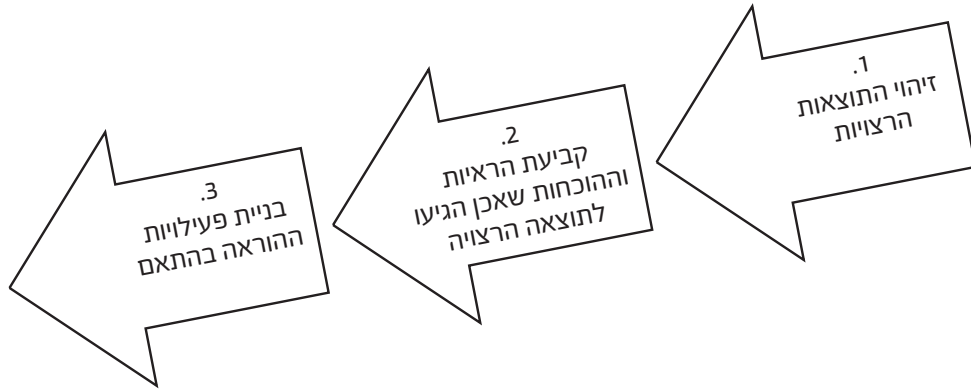 1.
זיהוי התוצאות
הרצויות
2.
קביעת הראיות
וההוכחות שאכן הגיעו
לתוצאה הרצויה
3.
בניית פעילויות
ההוראה בהתאם